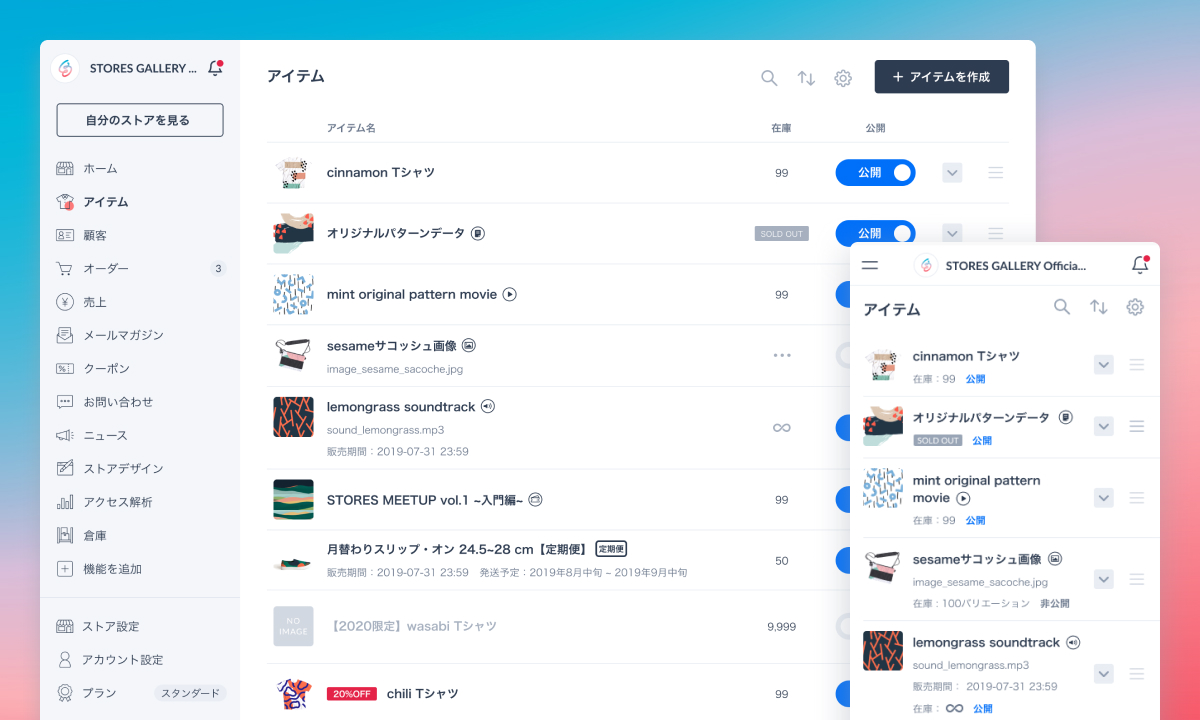 STORES GALLERY ...
自分のストアを見る
ホーム
アイテム
顧客
オーダー 3
売上
メールマガジン
クーポン
お問い合わせ
ニュース
ストアデザイン
アクセス解析
倉庫
機能を追加
ストア設定
アカウント設定
プラン スタンダード
アイテム
+ アイテムを作成
アイテム名 在庫 公開
cinnamon Tシャツ 99 公開
オリジナルパターンデータ SOLD OUT 公開
mint original pattern movie 99
sesameサコッシュ画像 •••
image_sesame_sacoche.jpg
lemongrass soundtrack
sound_lemongrass.mp3 ∞
販売期間：2019-07-31 23:59
STORES MEETUP vol.1 ~入門編~ 99
月替わりスリップ・オン 24.5~28 cm【定期便】 定期便 50
販売期間：2019-07-31 23:59 発送予定：2019年8月中旬 – 2019年9月中旬
NO IMAGE
【2020限定】wasabi Tシャツ 9,999
20%OFF chili Tシャツ 99
STORES GALLERY Officia...
アイテム
cinnamon Tシャツ
在庫：99 公開
オリジナルパターンデータ
SOLD OUT 公開
mint original pattern
movie
在庫：99 公開
sesameサコッシュ画像
image_sesame_sacoche.jpg
在庫：100バリエーション 非公開
lemongrass soundtrack
sound_lemongrass.mp3
販売期間： 2019-07-31 23:59
在庫： ∞ 公開